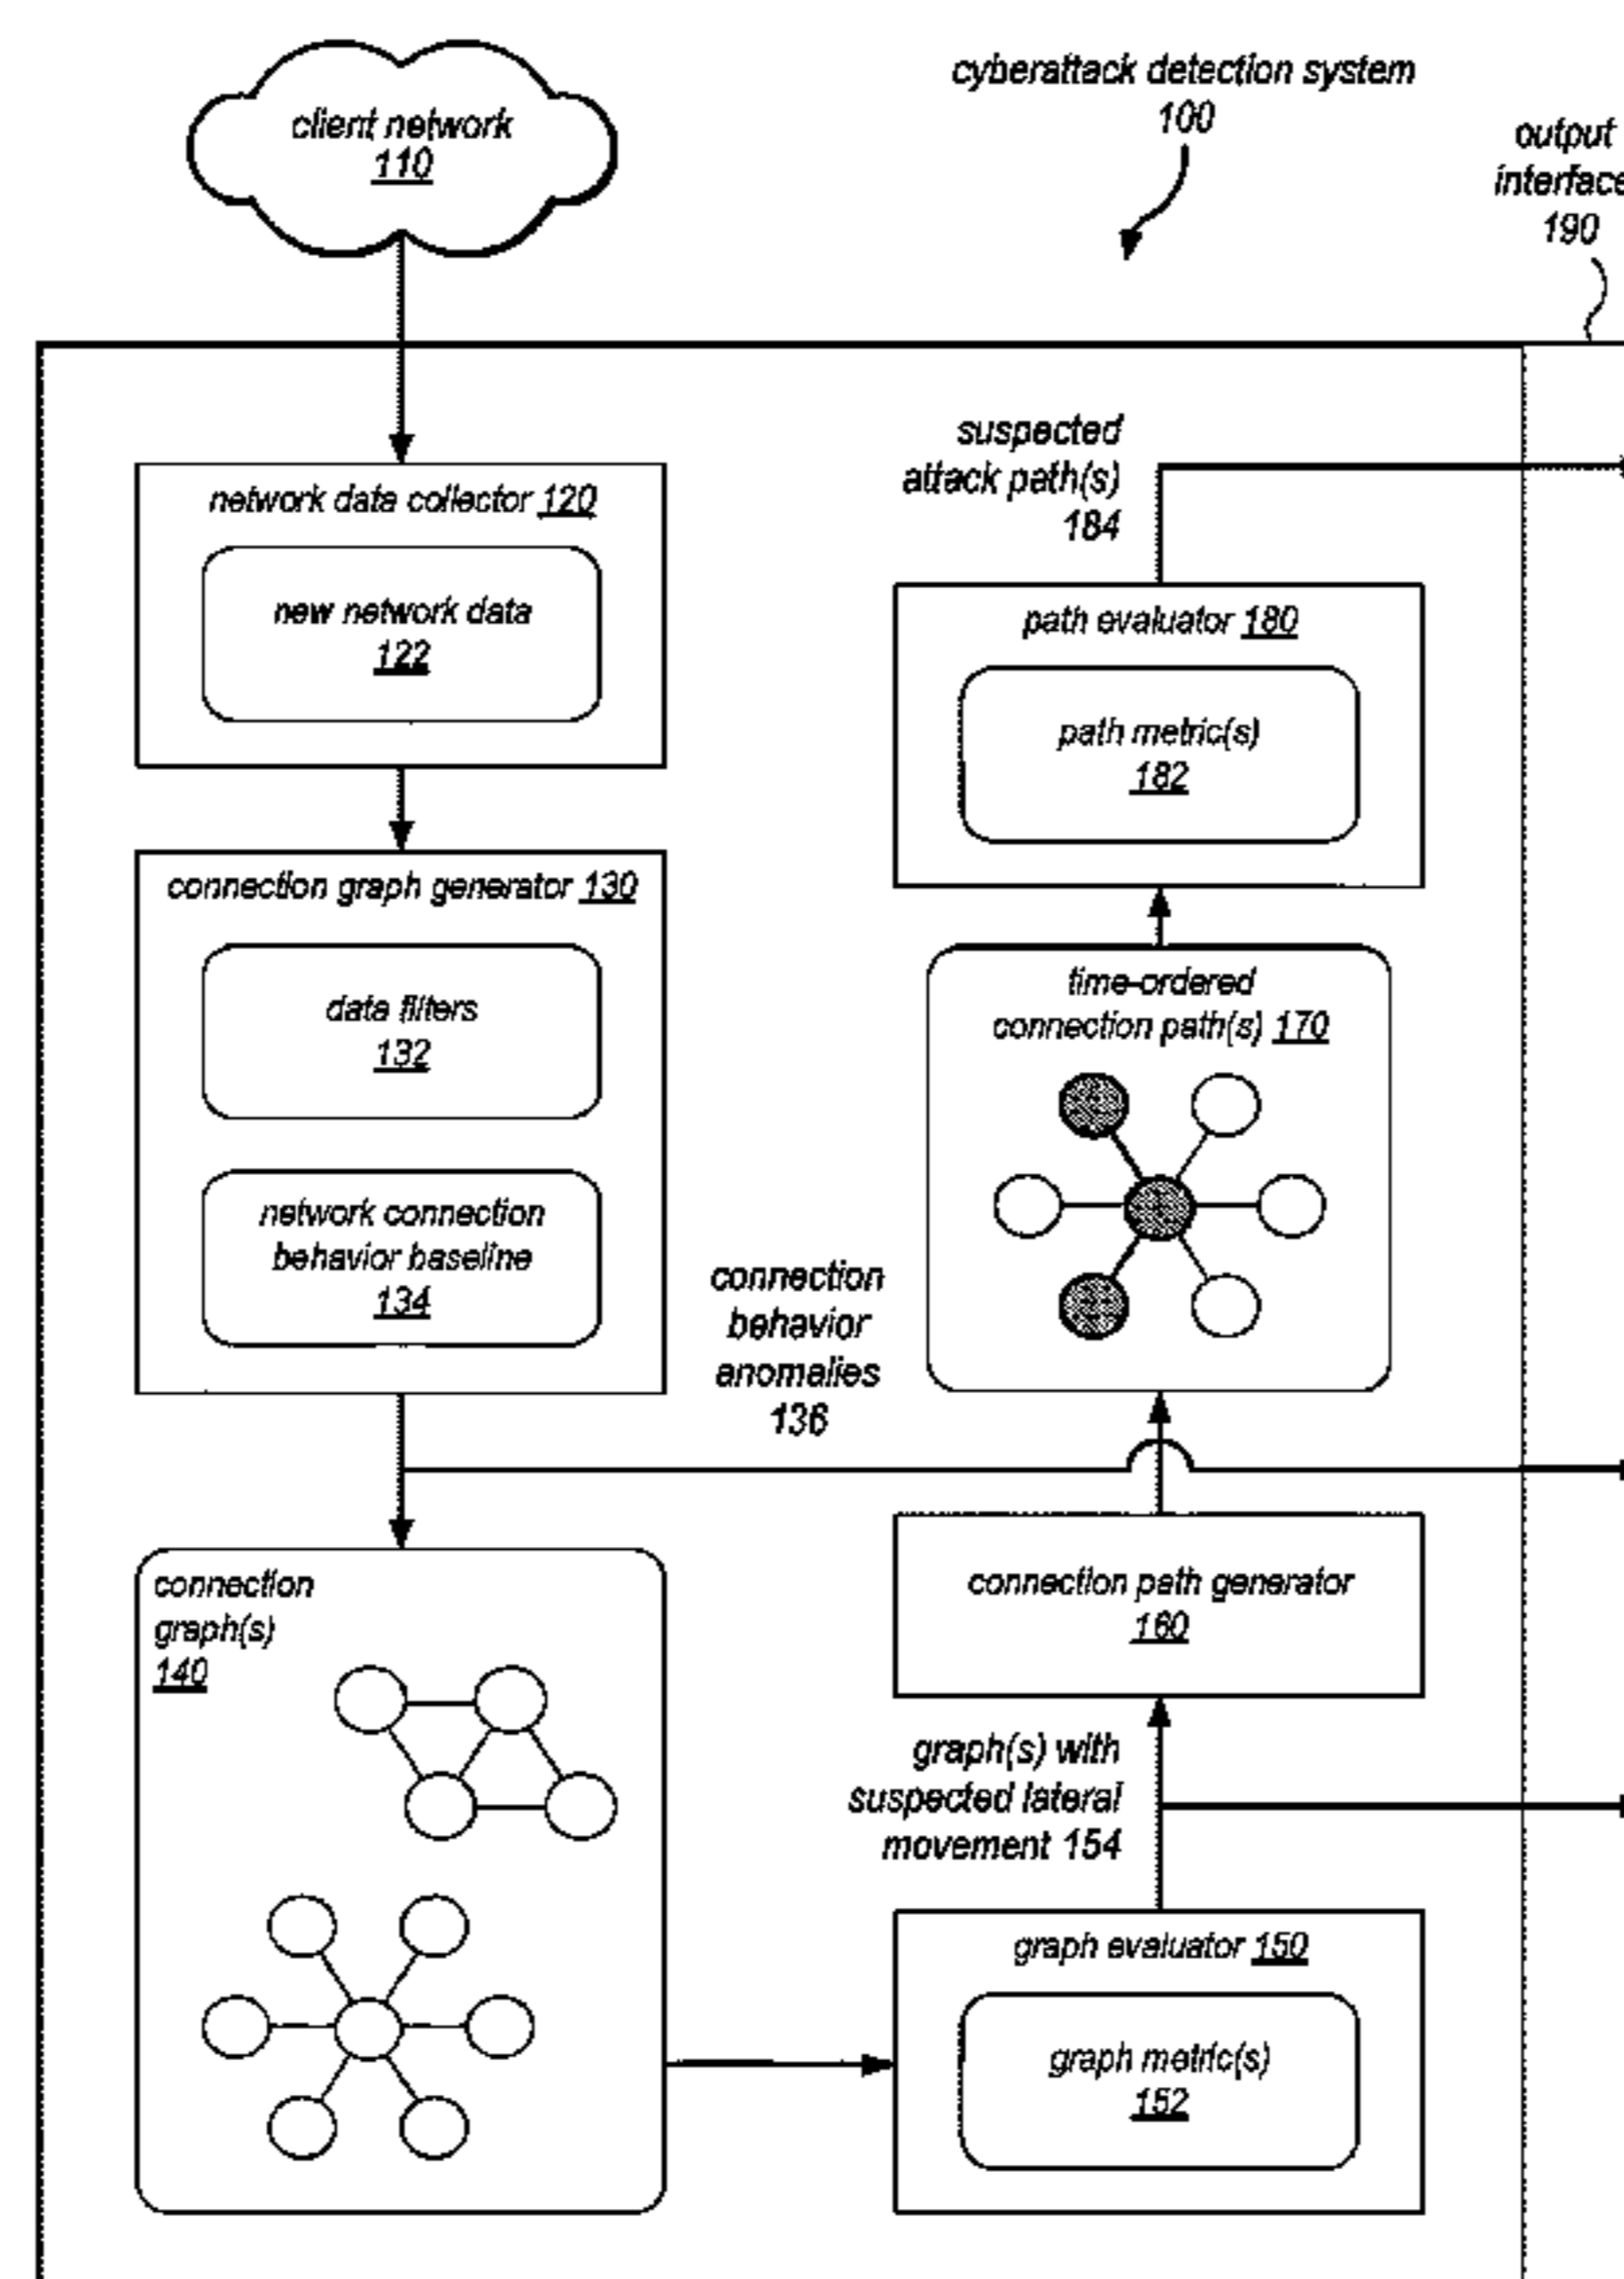 client network
110
cyberattack detection system
100
output
interface
190
network data collector 120
new network data
122
connection graph generator 130
data filters
132
network connection
behavior baseline
134
connection
behavior
anomalies
136
connection
graph(s)
140
suspected
attack path(s)
184
path evaluator 180
path metric(s)
182
time-ordered
connection path(s) 170
connection path generator
160
graph(s) with
suspected lateral
movement 154
graph evaluator 150
graph metric(s)
152